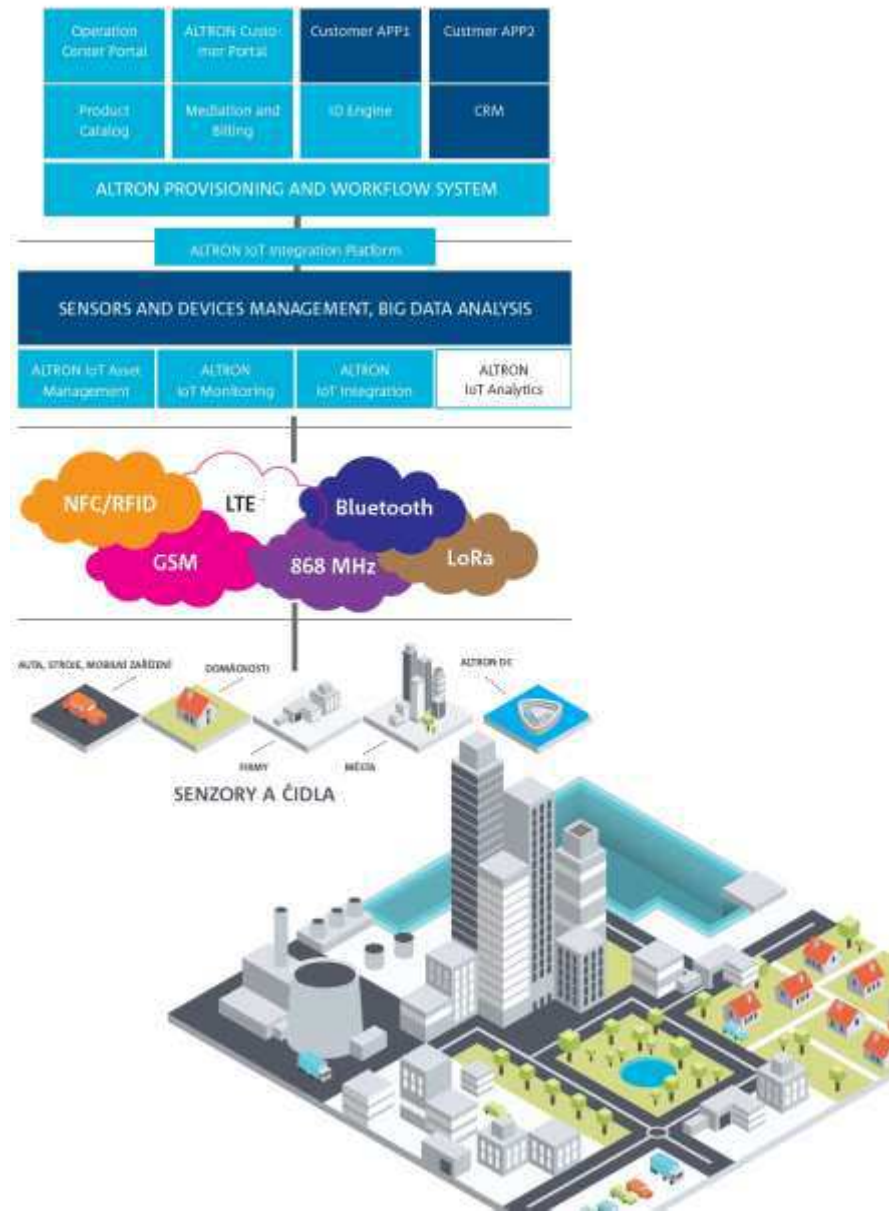 Operation
Center Portal
ALTRON Custo-
mer Portal
Customer APP1
Custmer APP2
Product
Catalog
Mediation and
Billing
IO Engine
CRM
ALTRON PROVISIONING AND WORKFLOW SYSTEM
ALTRON IoT Integration Platform
SENSORS AND DEVICES MANAGEMENT, BIG DATA ANALYSIS
ALTRON IoT Asset
Management
ALTRON
IoT Monitoring
ALTRON
IoT Integration
ALTRON
IoT Analytics
NFC/RFID
LTE
Bluetooth
GSM
868 MHz
LoRa
AUTA, STROJE, MOBILNÍ ZAŘÍZENÍ
DOMÁCNOSTI
ALTRON DC
FIRMY
MĚSTA
SENZORY A ČIDLA